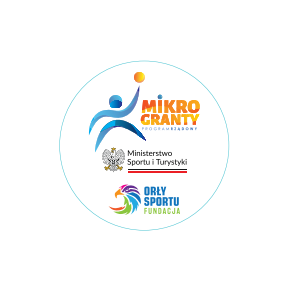 MiKRO
GRANTY
PROGRAM RZĄDOWY
Ministerstwo
Sportu i Turystyki
ORŁY
SPORTU
FUNDACJA